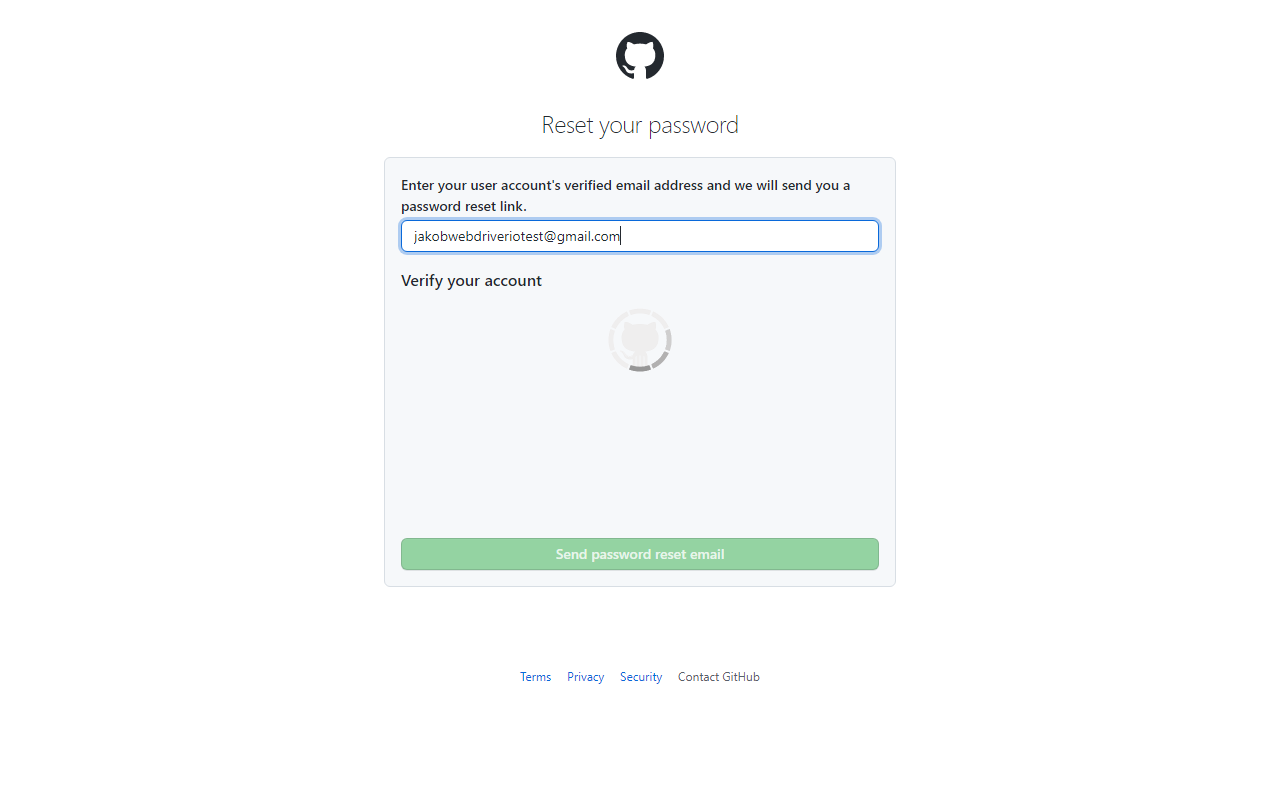 Reset your password
Enter your user account's verified email address and we will send you a
password reset link.
jakobwebdriveriotest@gmail.com
Verify your account
Send password reset email
Terms Privacy Security Contact GitHub